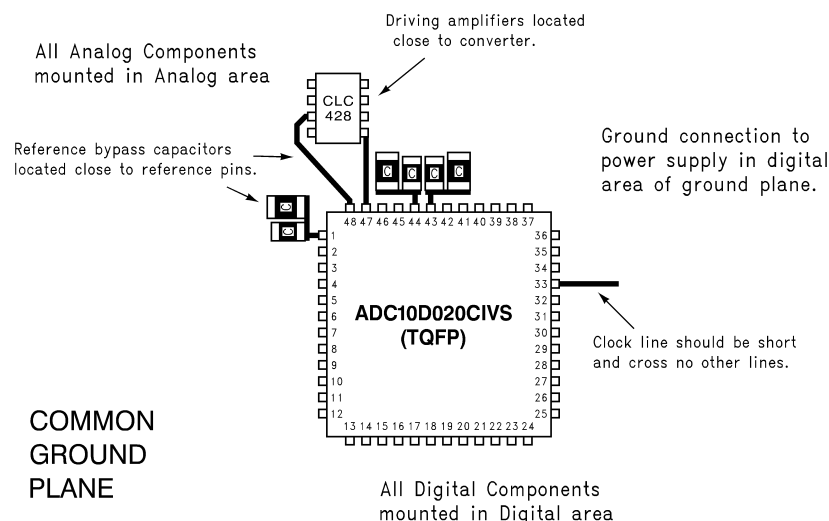 Driving amplifiers located
close to converter.
All Analog Components
mounted in Analog area
CLC
428
Reference bypass capacitors
located close to reference pins.
Ground connection to
power supply in digital
area of ground plane.
C C C C
C
C
48 47 46 45 44 43 42 41 40 39 38 37
1 36
2 35
3 34
4 33
5 32
6 31
7 30
8 29
9 28
10 27
11 26
12 25
ADC10D020CIVS
(TQFP)
13 14 15 16 17 18 19 20 21 22 23 24
Clock line should be short
and cross no other lines.
COMMON
GROUND
PLANE
All Digital Components
mounted in Digital area